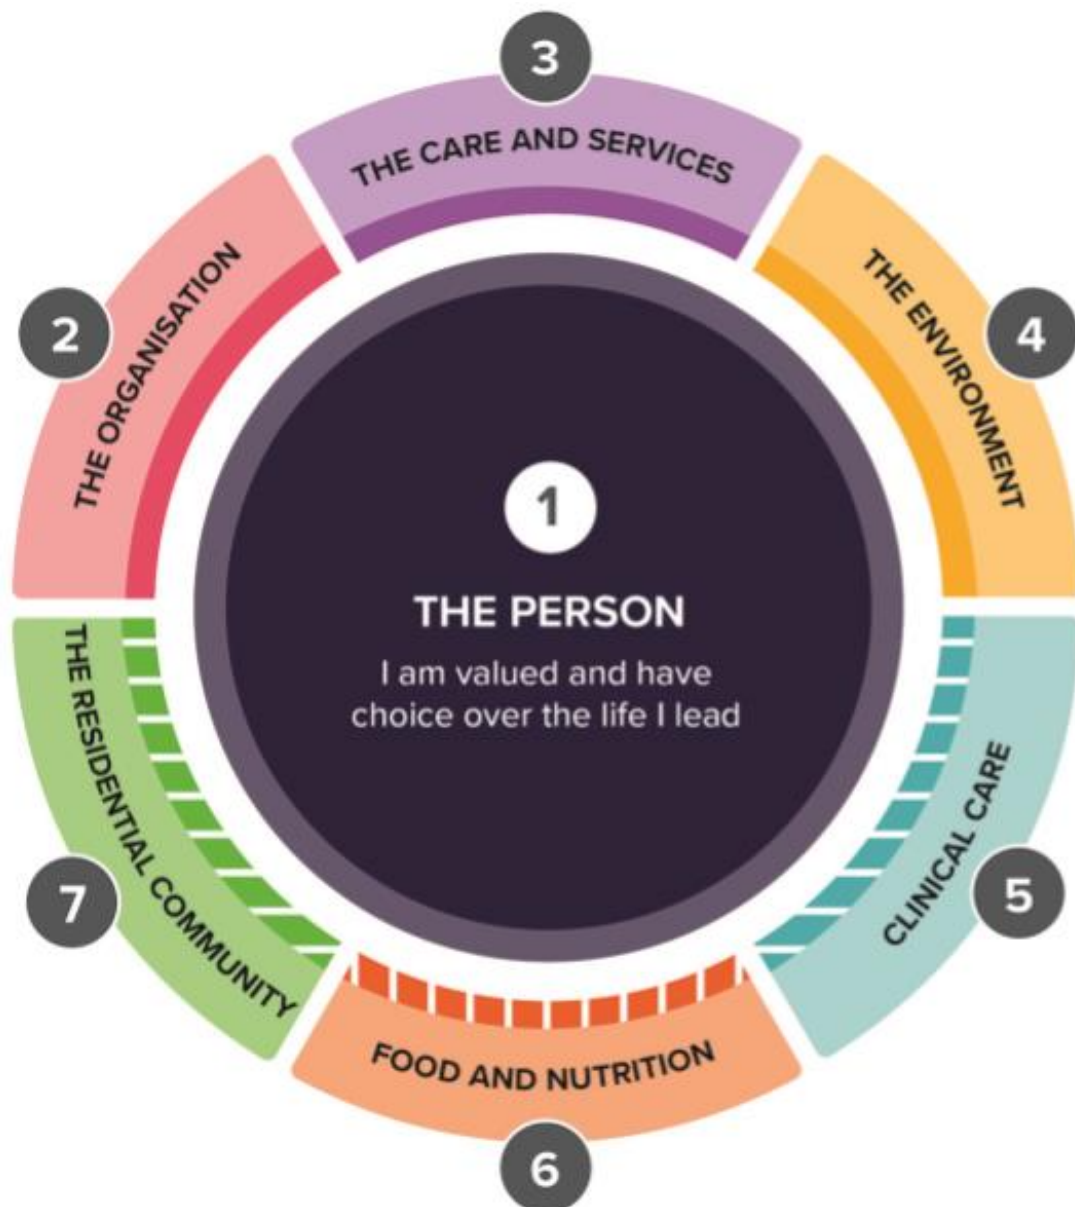 1
THE PERSON
I am valued and have
choice over the life I lead
2
THE ORGANISATION
3
THE CARE AND SERVICES
4
THE ENVIRONMENT
5
CLINICAL CARE
6
FOOD AND NUTRITION
7
THE RESIDENTIAL COMMUNITY